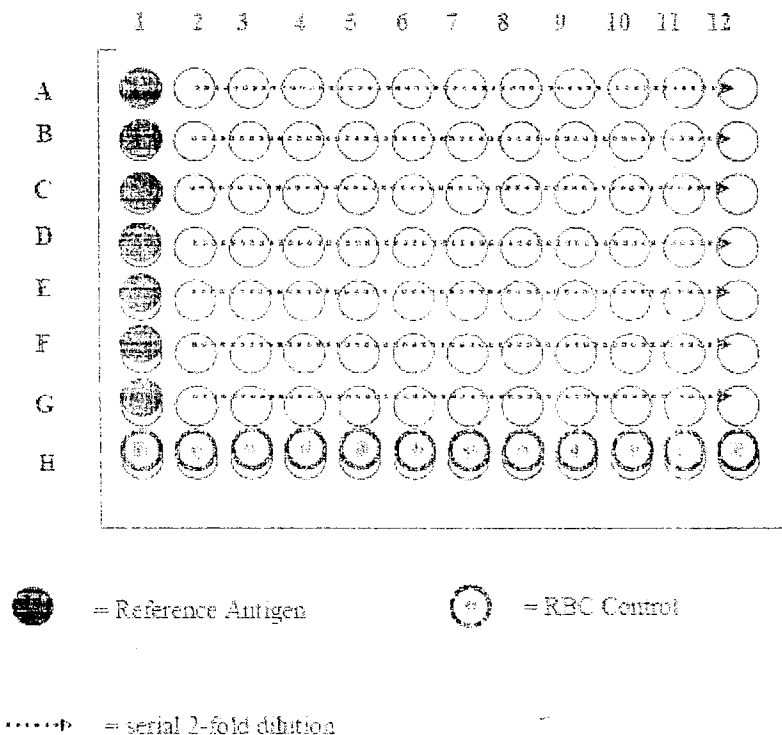 1 2 3 4 5 6 7 8 9 10 11 12
A
B
C
D
E
F
G
H
= Reference Antigen
= RBC Control
= serial 2-fold dilution